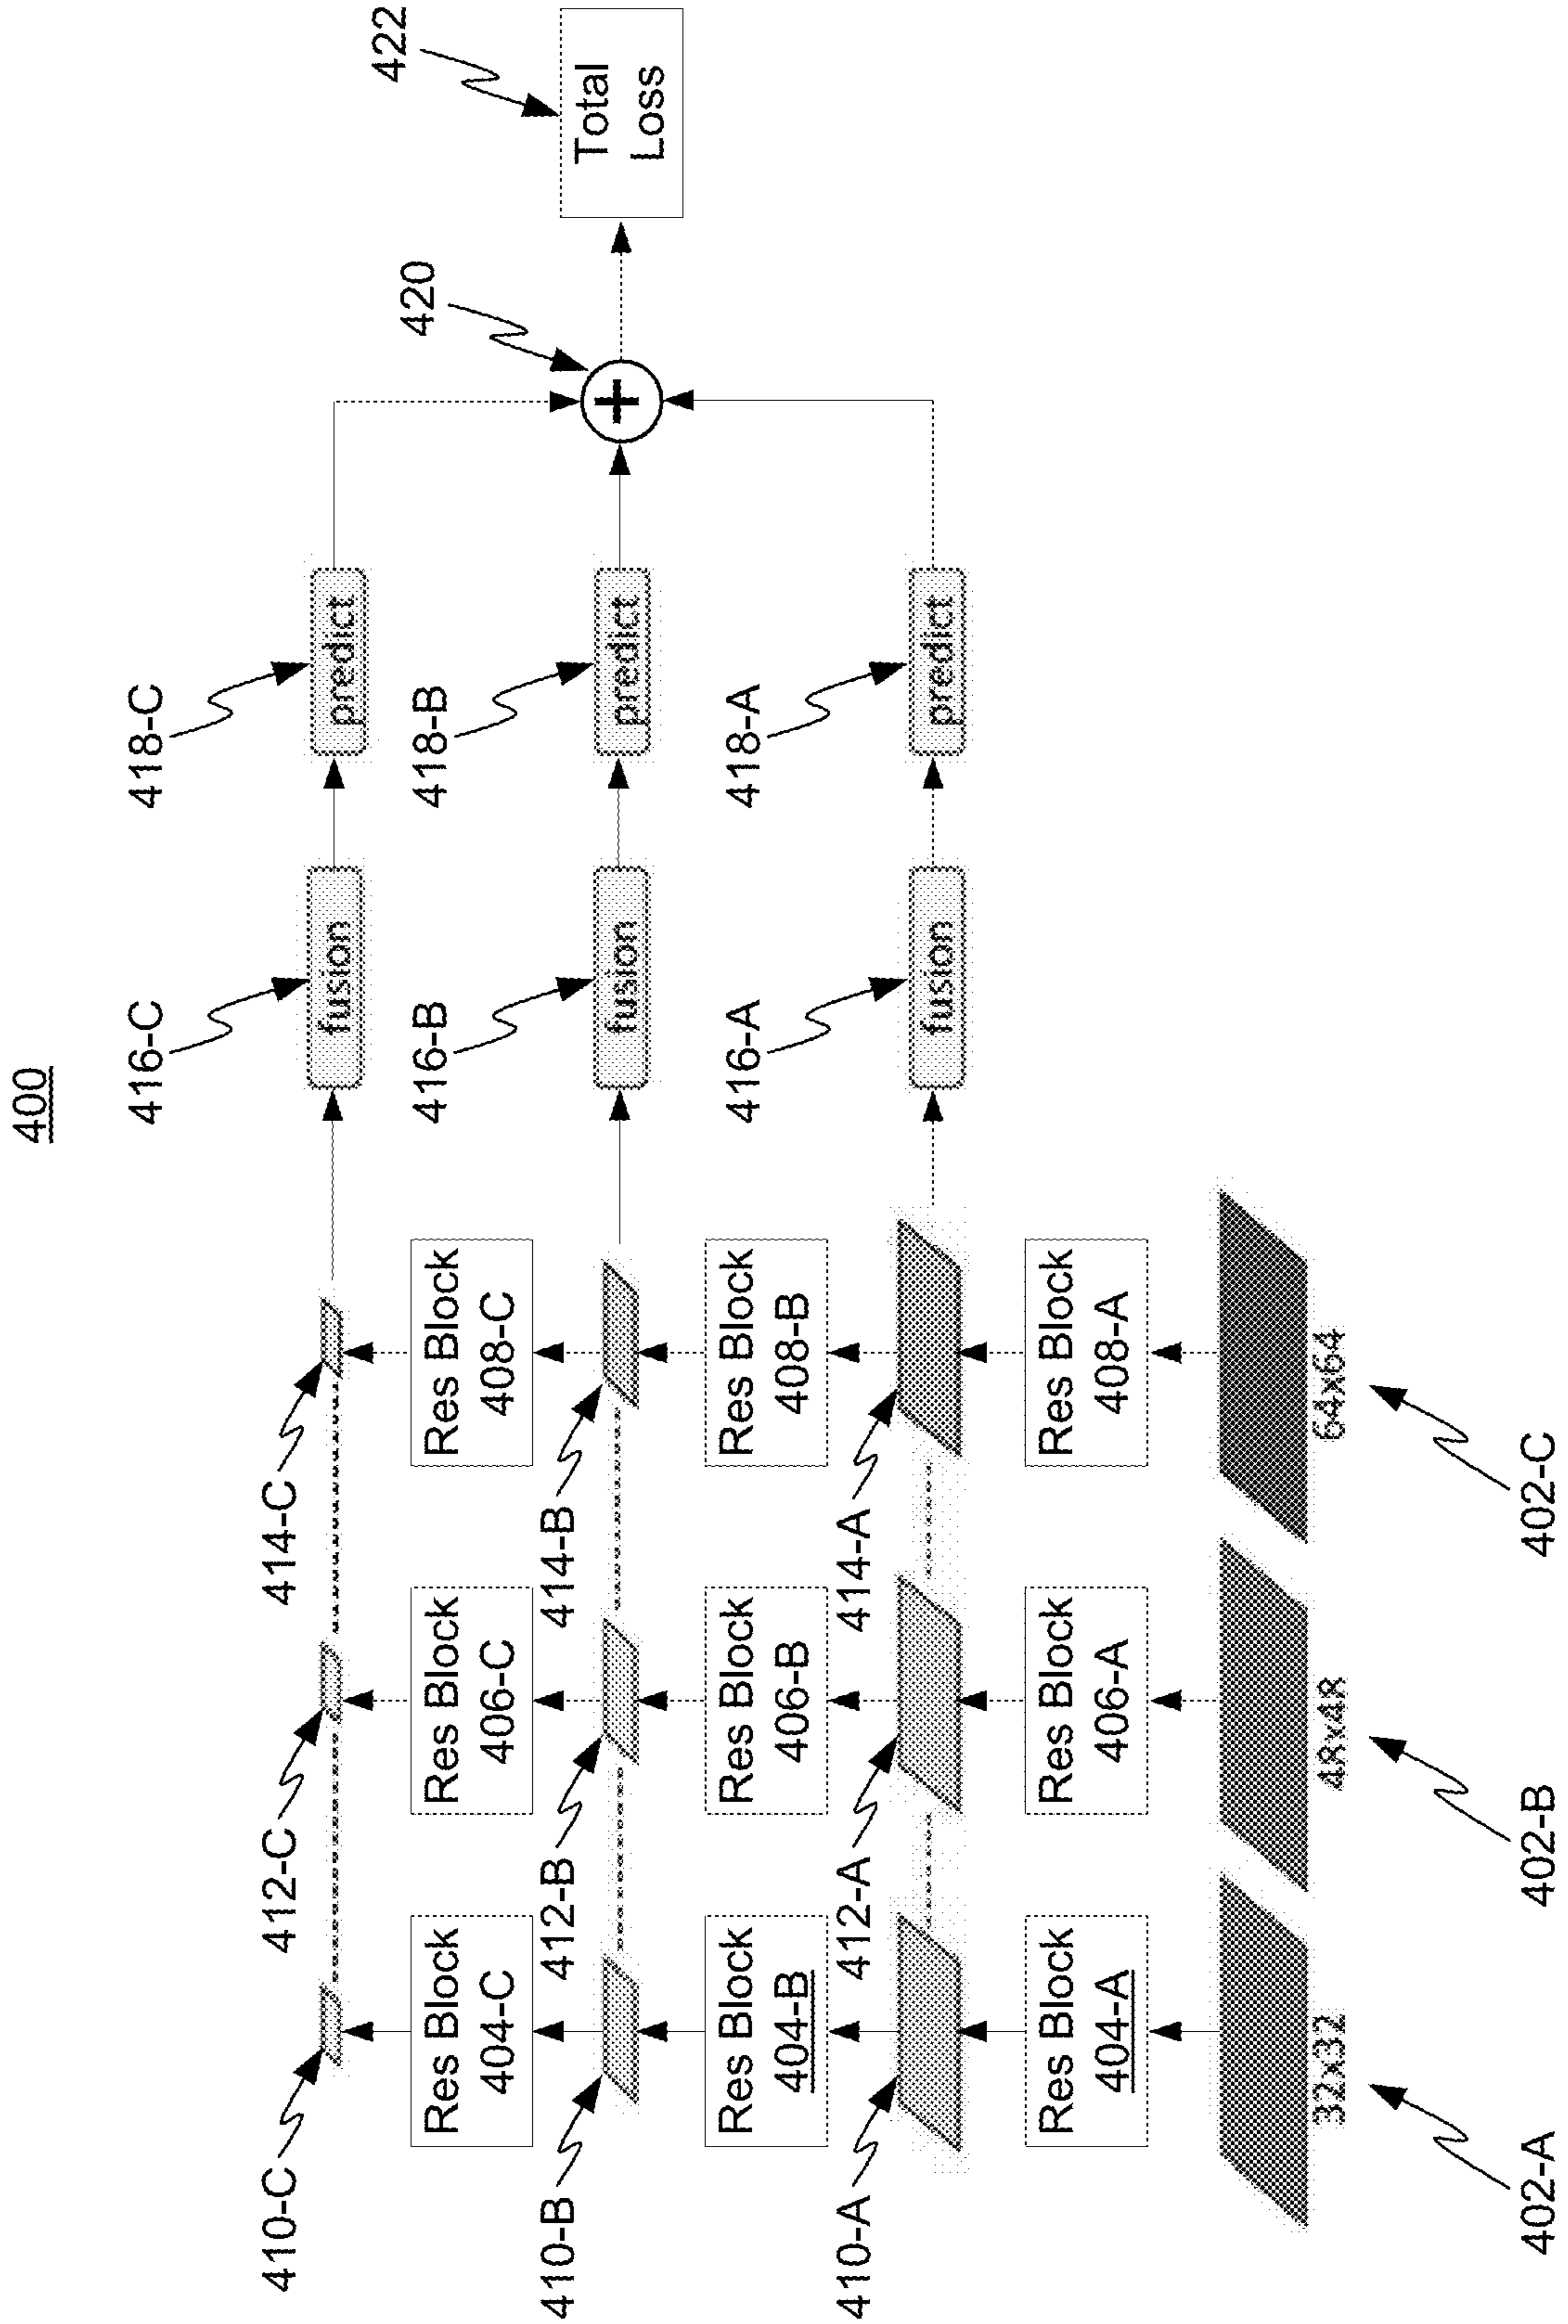 400
410-C
412-C
414-C
416-C
418-C
fusion
predict
Res Block
404-C
Res Block
406-C
Res Block
408-C
420
422
+
Total
Loss
410-B
412-B
414-B
416-B
418-B
fusion
predict
Res Block
404-B
Res Block
406-B
Res Block
408-B
410-A
412-A
414-A
416-A
418-A
fusion
predict
Res Block
404-A
Res Block
406-A
Res Block
408-A
32x32
48x48
64x64
402-A
402-B
402-C